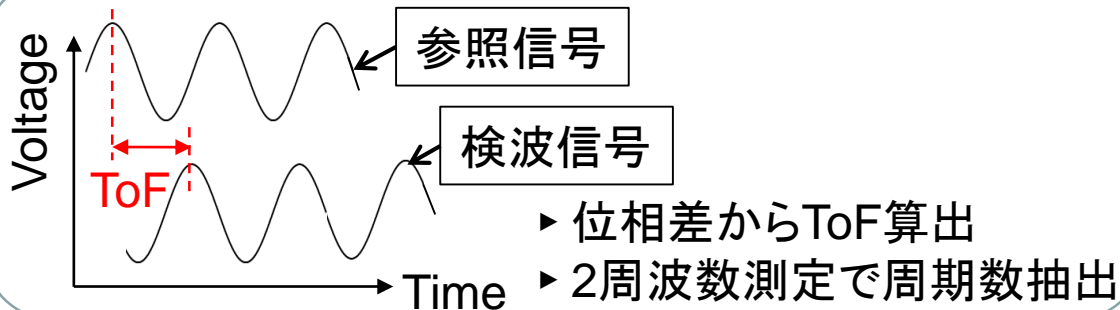 参照信号
Voltage
検波信号
ToF
▸ 位相差からToF算出
▸ 2周波数測定で周期数抽出
Time